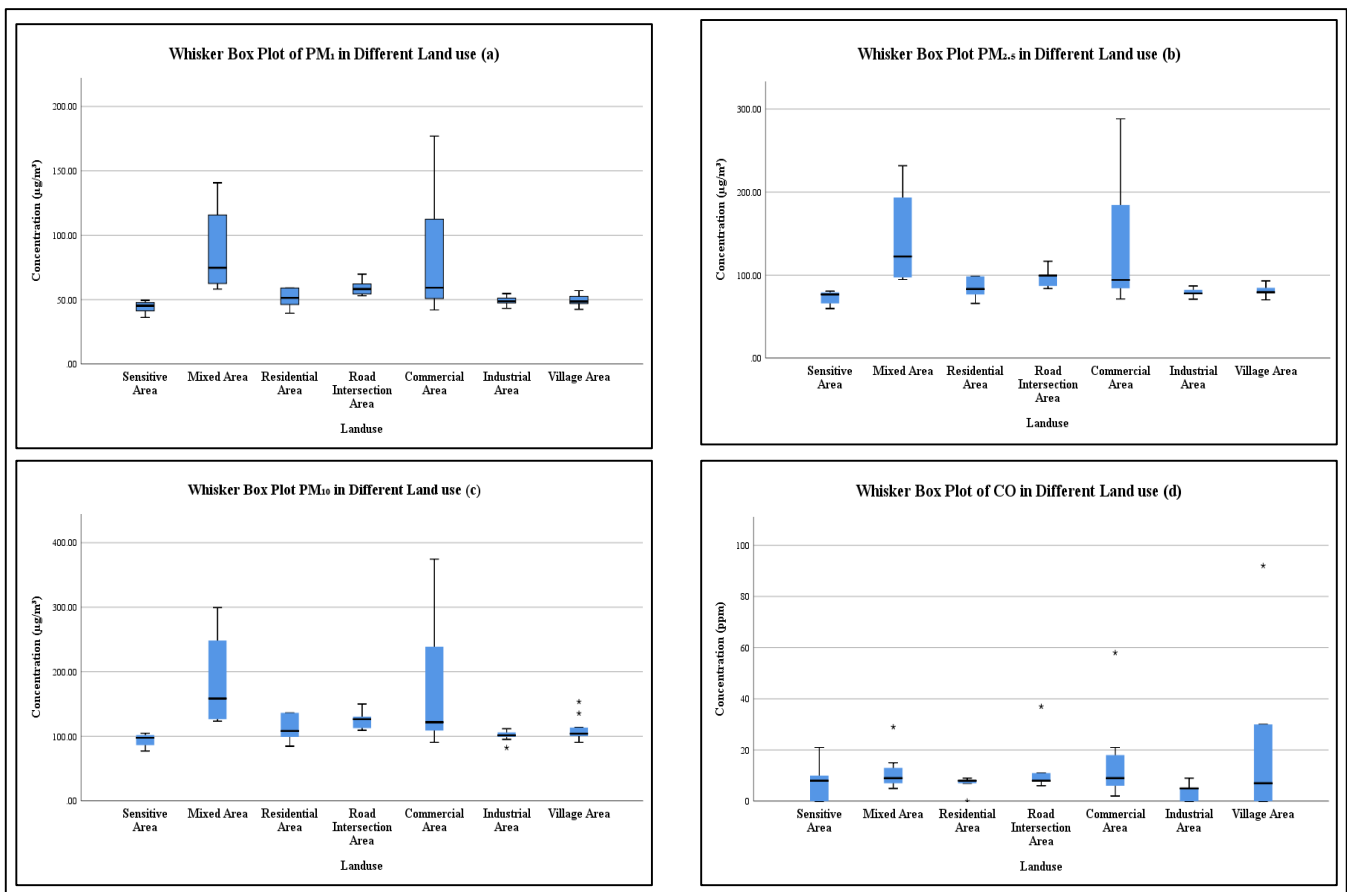 Whisker Box Plot of PM₁ in Different Land use (a)
Concentration (µg/m³)
200.00
150.00
100.00
50.00
.00
Sensitive Area
Mixed Area
Residential Area
Road Intersection Area
Commercial Area
Industrial Area
Village Area
Landuse
Whisker Box Plot PM₂.₅ in Different Land use (b)
Concentration (µg/m³)
300.00
200.00
100.00
.00
Sensitive Area
Mixed Area
Residential Area
Road Intersection Area
Commercial Area
Industrial Area
Village Area
Landuse
Whisker Box Plot PM₁₀ in Different Land use (c)
Concentration (µg/m³)
400.00
300.00
200.00
100.00
.00
Sensitive Area
Mixed Area
Residential Area
Road Intersection Area
Commercial Area
Industrial Area
Village Area
Landuse
Whisker Box Plot of CO in Different Land use (d)
Concentration (ppm)
100
80
60
40
20
0
Sensitive Area
Mixed Area
Residential Area
Road Intersection Area
Commercial Area
Industrial Area
Village Area
Landuse